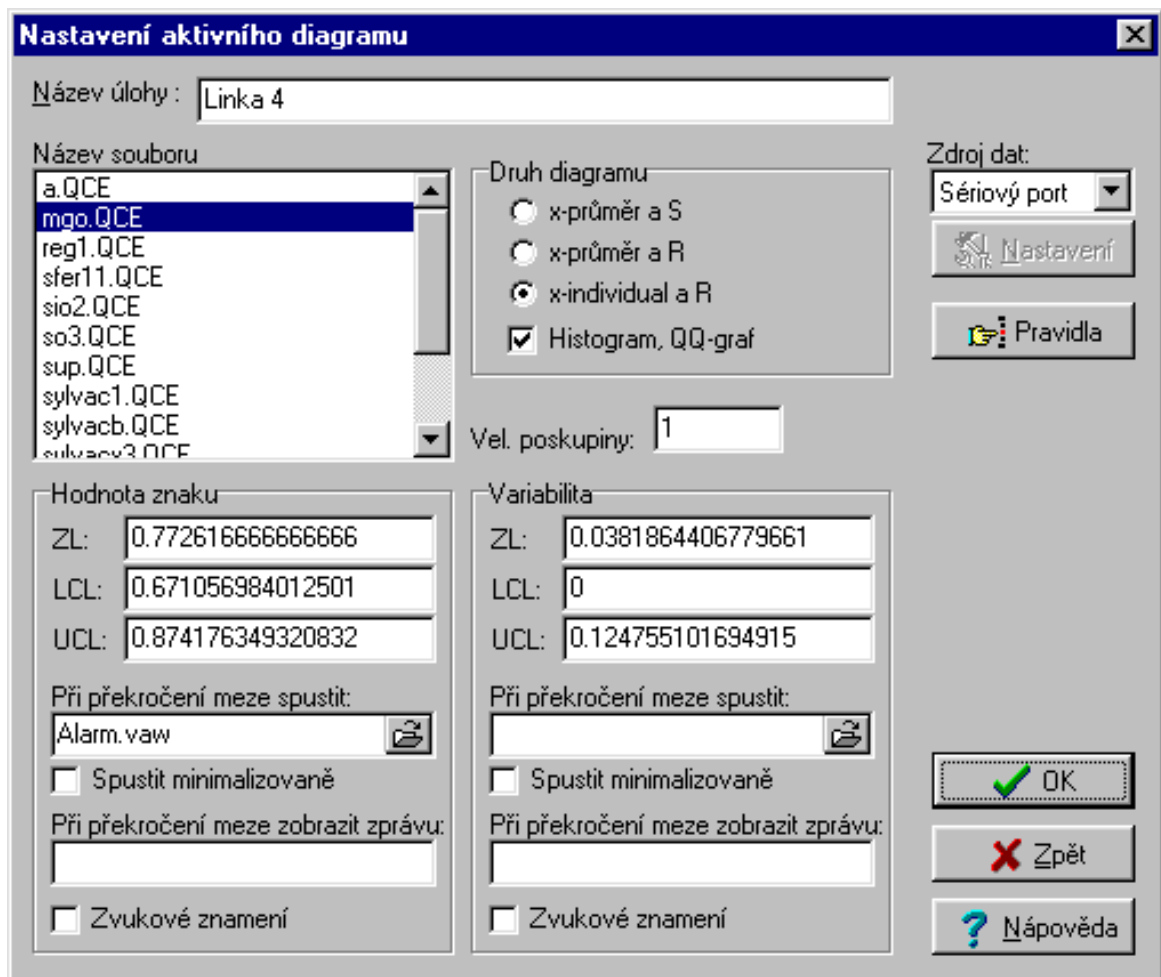 Nastavení aktivního diagramu
Název úlohy : Linka 4
Název souboru
a.QCE
mgo.QCE
reg1.QCE
sfer11.QCE
sio2.QCE
so3.QCE
sup.QCE
sylvac1.QCE
sylvacb.QCE
sylvacx3.QCE
Druh diagramu
x-průměr a S
x-průměr a R
x-individual a R
Histogram, QQ-graf
Vel. poskupiny: 1
Zdroj dat:
Sériový port
Nastavení
Pravidla
Hodnota znaku
ZL: 0.772616666666666
LCL: 0.671056984012501
UCL: 0.874176349320832
Při překročení meze spustit:
Alarm.vaw
Spustit minimalizovaně
Při překročení meze zobrazit zprávu:
Zvukové znamení
Variabilita
ZL: 0.0381864406779661
LCL: 0
UCL: 0.124755101694915
Při překročení meze spustit:
Spustit minimalizovaně
Při překročení meze zobrazit zprávu:
Zvukové znamení
OK
Zpět
Nápověda